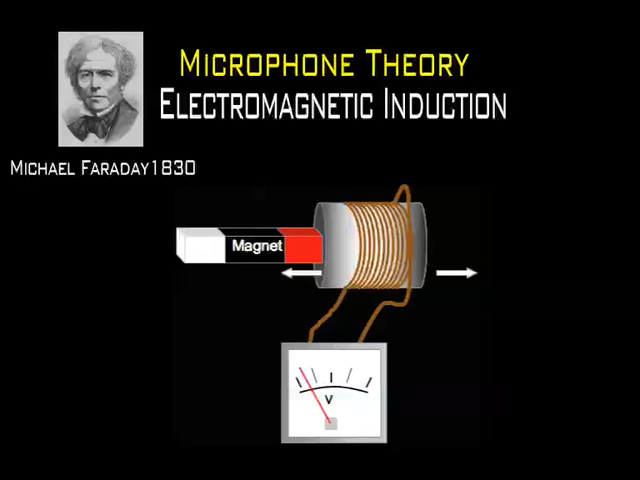 Microphone Theory
Electromagnetic Induction
Michael Faraday1830
Magnet
V